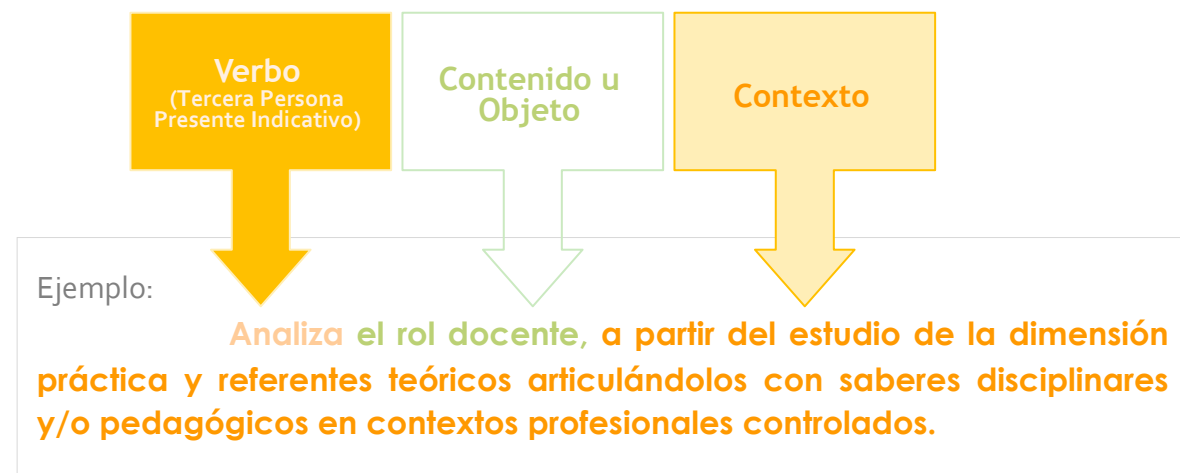 Verbo
(Tercera Persona
Presente Indicativo)
Contenido u
Objeto
Contexto
Ejemplo:
Analiza el rol docente, a partir del estudio de la dimensión
práctica y referentes teóricos articulándolos con saberes disciplinares
y/o pedagógicos en contextos profesionales controlados.